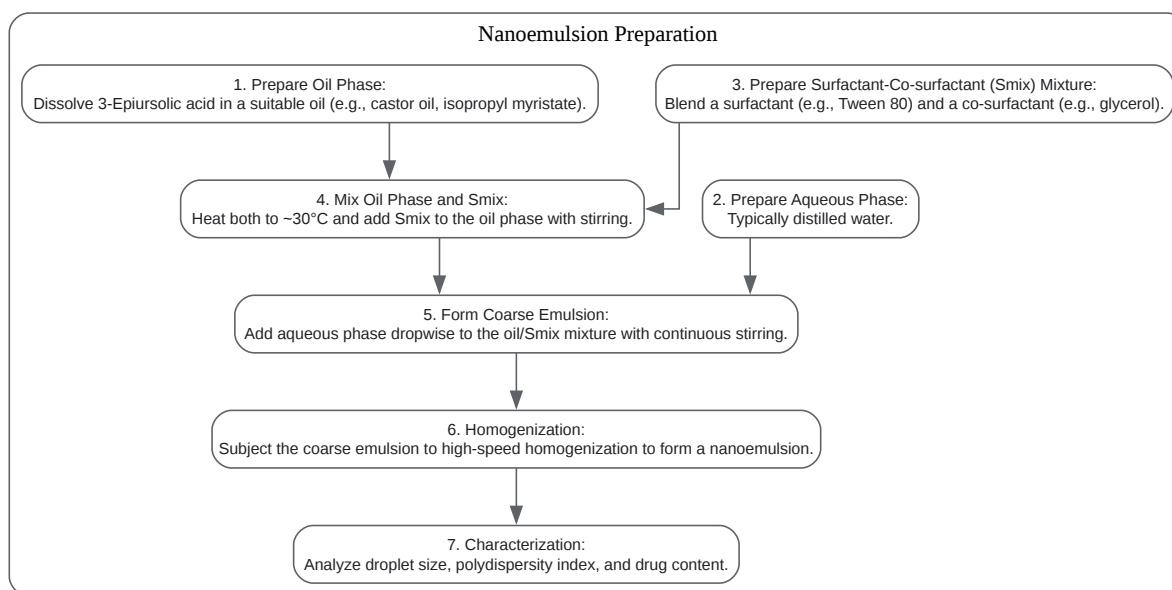 Nanoemulsion Preparation
1. Prepare Oil Phase:
Dissolve 3-Epiursolic acid in a suitable oil (e.g., castor oil, isopropyl myristate).
3. Prepare Surfactant-Co-surfactant (Smix) Mixture:
Blend a surfactant (e.g., Tween 80) and a co-surfactant (e.g., glycerol).
4. Mix Oil Phase and Smix:
Heat both to ~30°C and add Smix to the oil phase with stirring.
2. Prepare Aqueous Phase:
Typically distilled water.
5. Form Coarse Emulsion:
Add aqueous phase dropwise to the oil/Smix mixture with continuous stirring.
6. Homogenization:
Subject the coarse emulsion to high-speed homogenization to form a nanoemulsion.
7. Characterization:
Analyze droplet size, polydispersity index, and drug content.